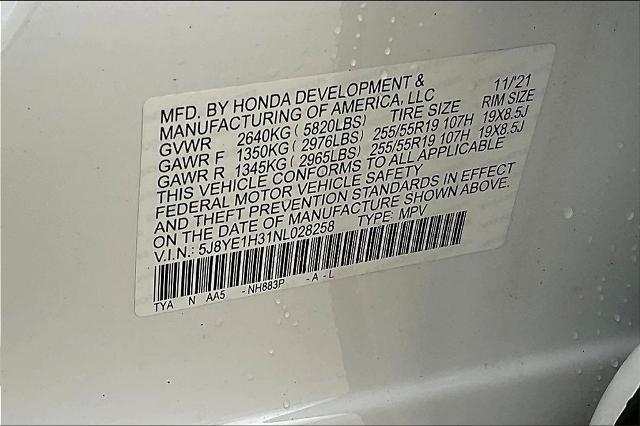 MFD. BY HONDA DEVELOPMENT & 11/'21
MANUFACTURING OF AMERICA, LLC TIRE SIZE RIM SIZE
GVWR 2640KG ( 5820LBS)
GAWR F 1350KG ( 2976LBS) 255/55R19 107H 19X8.5J
GAWR R 1345KG ( 2965LBS) 255/55R19 107H 19X8.5J
THIS VEHICLE CONFORMS TO ALL APPLICABLE
FEDERAL MOTOR VEHICLE SAFETY
AND THEFT PREVENTION STANDARDS IN EFFECT
ON THE DATE OF MANUFACTURE SHOWN ABOVE.
V.I.N.: 5J8YE1H31NL028258 TYPE: MPV
TYA N AA5 -NH883P -A-L